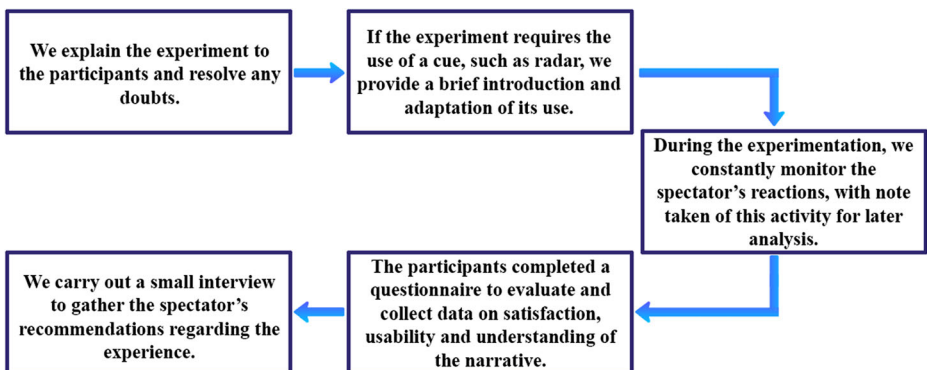 We explain the experiment to
the participants and resolve any
doubts.
If the experiment requires the
use of a cue, such as radar, we
provide a brief introduction and
adaptation of its use.
During the experimentation, we
constantly monitor the
spectator's reactions, with note
taken of this activity for later
analysis.
The participants completed a
questionnaire to evaluate and
collect data on satisfaction,
usability and understanding of
the narrative.
We carry out a small interview
to gather the spectator's
recommendations regarding the
experience.